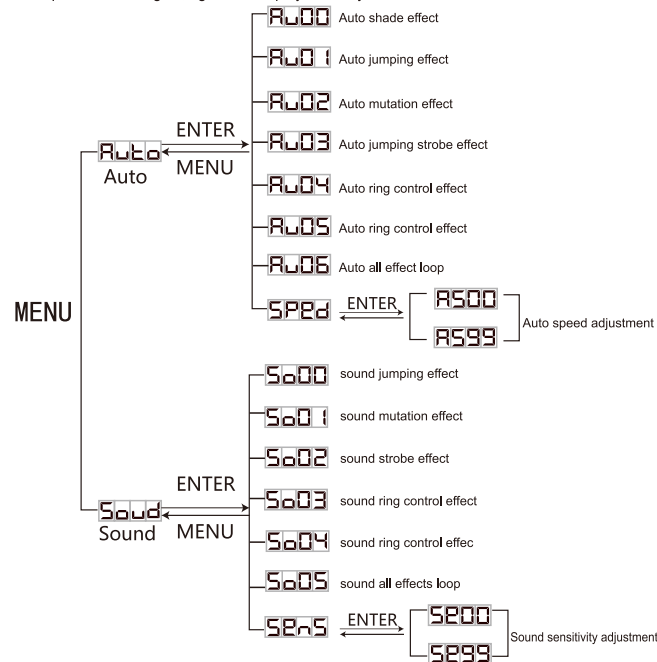 Au00 Auto shade effect
Au01 Auto jumping effect
Au02 Auto mutation effect
ENTER
Auto
Au03 Auto jumping strobe effect
MENU
Auto
Au04 Auto ring control effect
Au05 Auto ring control effect
Au06 Auto all effect loop
SPEd
ENTER
AS00
AS99
Auto speed adjustment
MENU
So00 sound jumping effect
So01 sound mutation effect
So02 sound strobe effect
ENTER
Soud
So03 sound ring control effect
MENU
Sound
So04 sound ring control effec
So05 sound all effects loop
SEnS
ENTER
SE00
SE99
Sound sensitivity adjustment